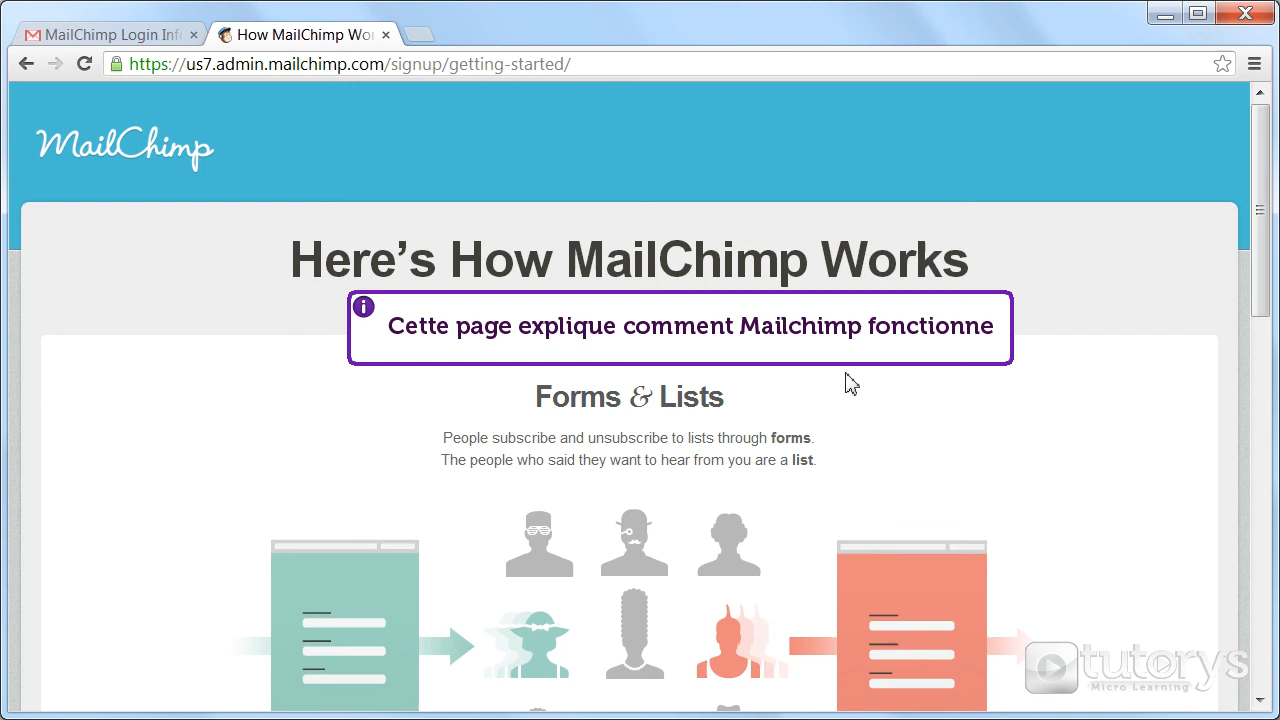 MailChimp Login Inf
How MailChimp Wo
https://us7.admin.mailchimp.com/signup/getting-started/
MailChimp
Here's How MailChimp Works
i
Cette page explique comment Mailchimp fonctionne
Forms & Lists
People subscribe and unsubscribe to lists through forms.
The people who said they want to hear from you are a list.
tutorys
Micro Learning